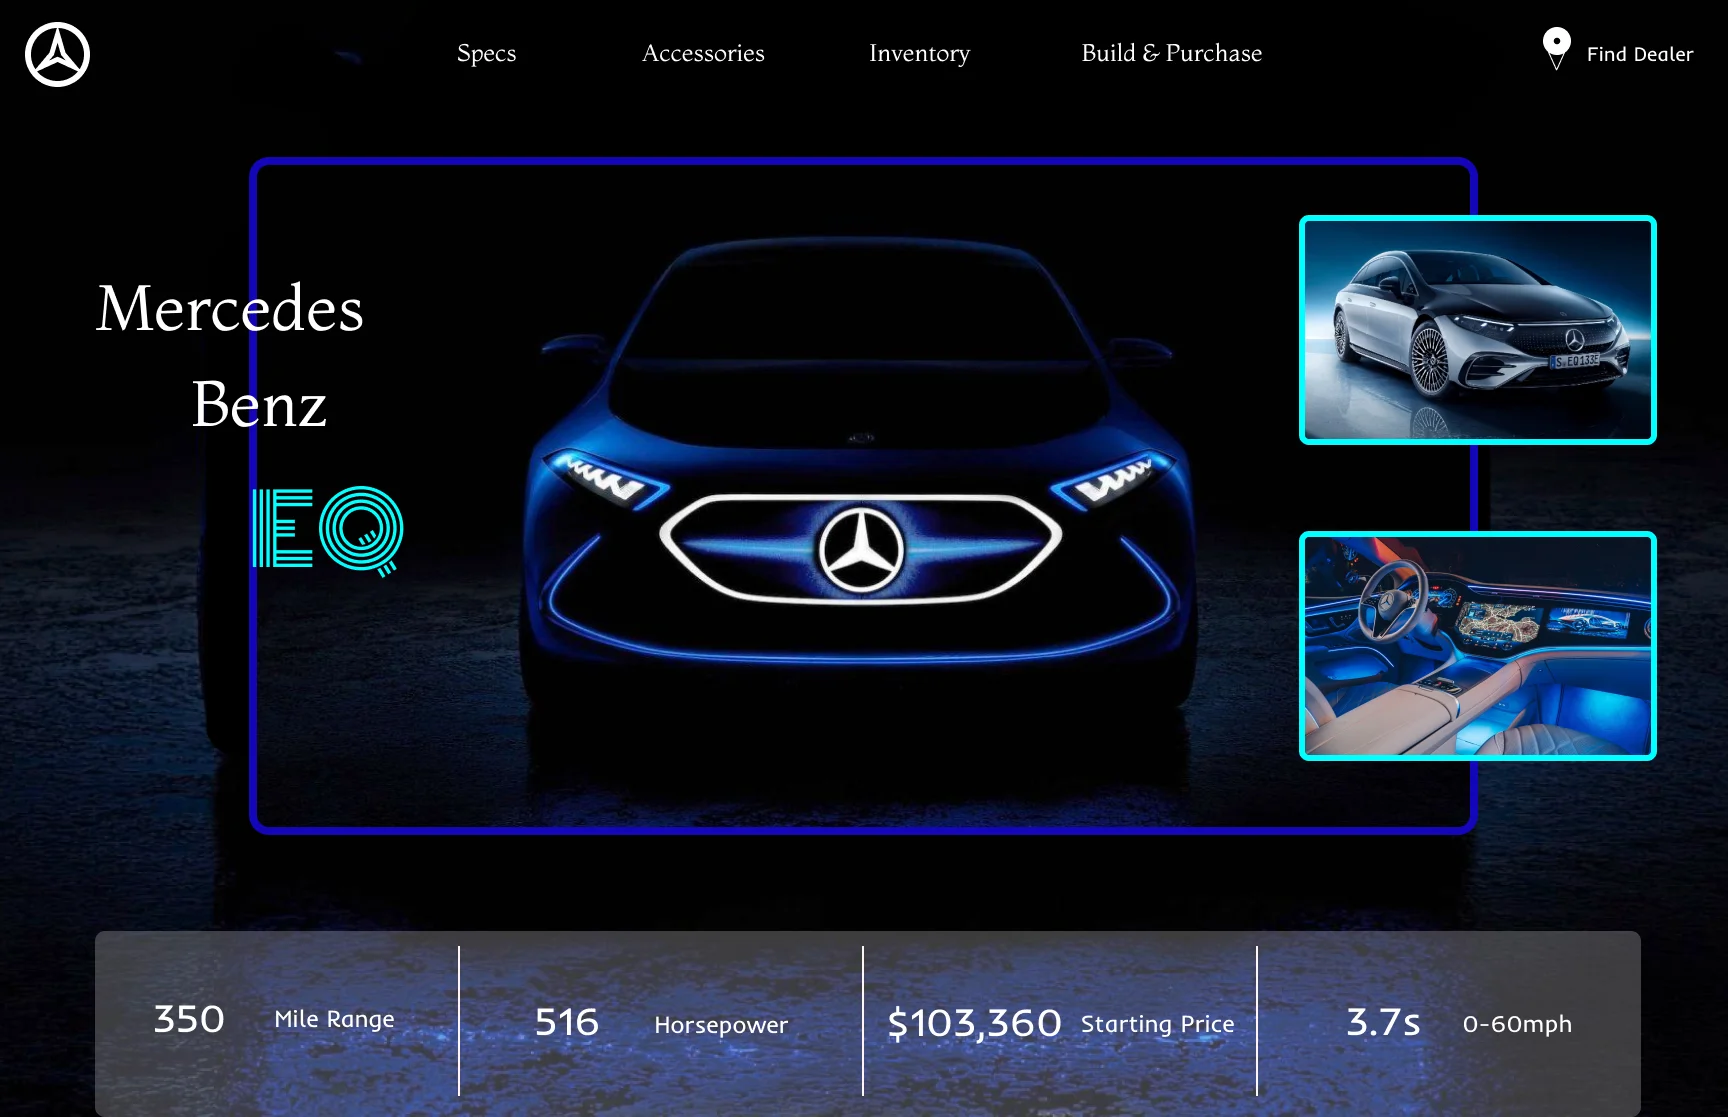 Specs
Accessories
Inventory
Build & Purchase
Find Dealer
Mercedes
Benz
EQ
S EQ 133E
350 Mile Range
516 Horsepower
$103,360 Starting Price
3.7s 0-60mph